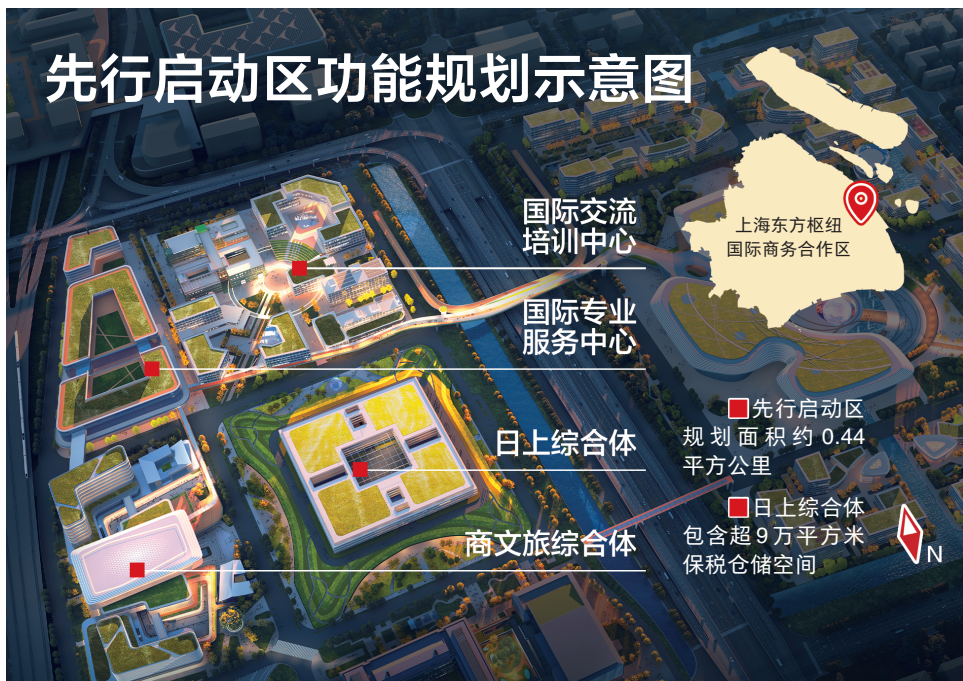 先行启动区功能规划示意图
国际交流
培训中心
国际专业
服务中心
日上综合体
商文旅综合体
上海东方枢纽
国际商务合作区
先行启动区
规划面积约0.44
平方公里
日上综合体
包含超9万平方米
保税仓储空间
N